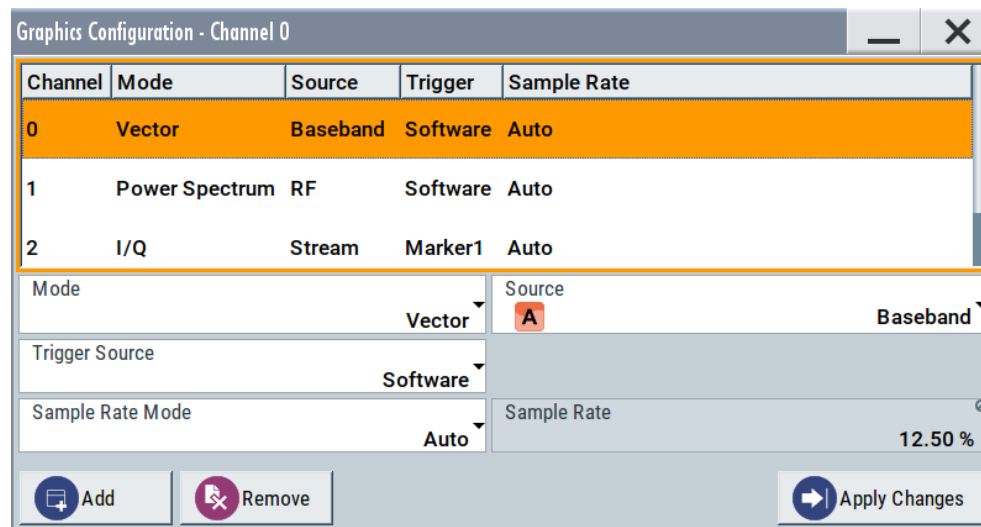 Graphics Configuration - Channel 0
Channel Mode Source Trigger Sample Rate
0 Vector Baseband Software Auto
1 Power Spectrum RF Software Auto
2 I/Q Stream Marker1 Auto
Mode
Vector
Source
A Baseband
Trigger Source
Software
Sample Rate Mode
Auto
Sample Rate
12.50 %
Add Remove Apply Changes